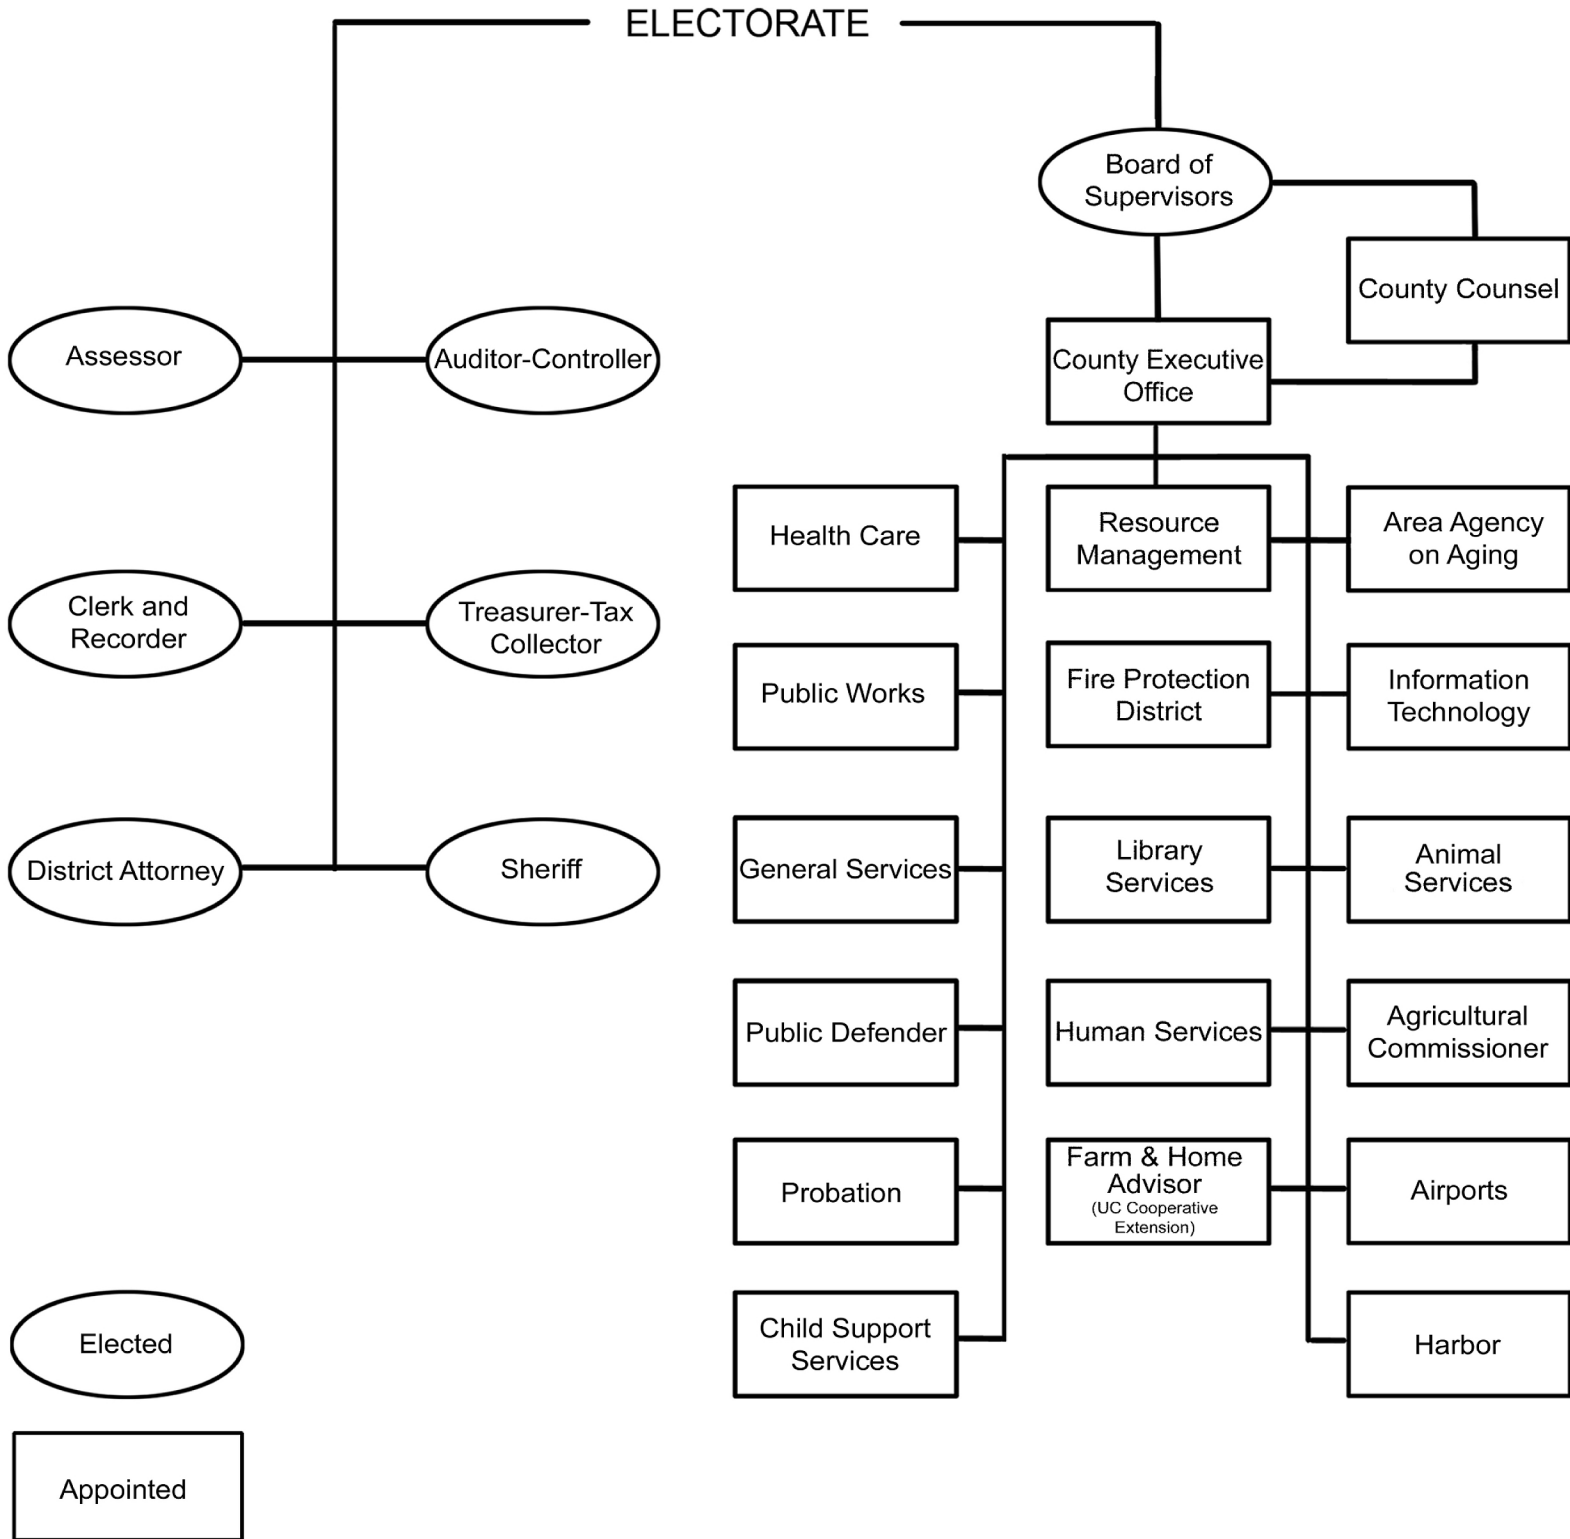 ELECTORATE
Board of
Supervisors
County Counsel
Assessor
Auditor-Controller
County Executive
Office
Health Care
Resource
Management
Area Agency
on Aging
Clerk and
Recorder
Treasurer-Tax
Collector
Public Works
Fire Protection
District
Information
Technology
District Attorney
Sheriff
General Services
Library
Services
Animal
Services
Public Defender
Human Services
Agricultural
Commissioner
Probation
Farm & Home
Advisor
(UC Cooperative
Extension)
Airports
Elected
Child Support
Services
Harbor
Appointed